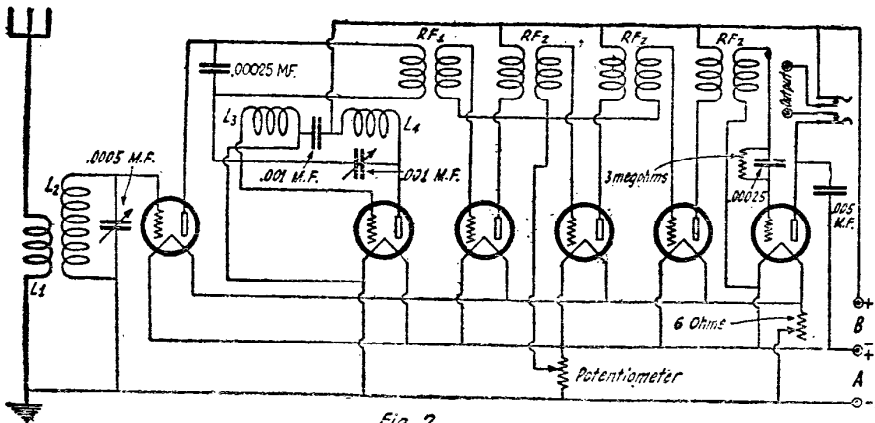 RF1 RF2 RF2 RF2
.00025 M.F.
L3
L4
Output
.0005 M.F.
.001 M.F.
.001 M.F.
3 megohms
.00025
.005
M.F.
L2
L1
6 Ohms
+
B
-
+
A
-
Potentiometer
Fig. 2